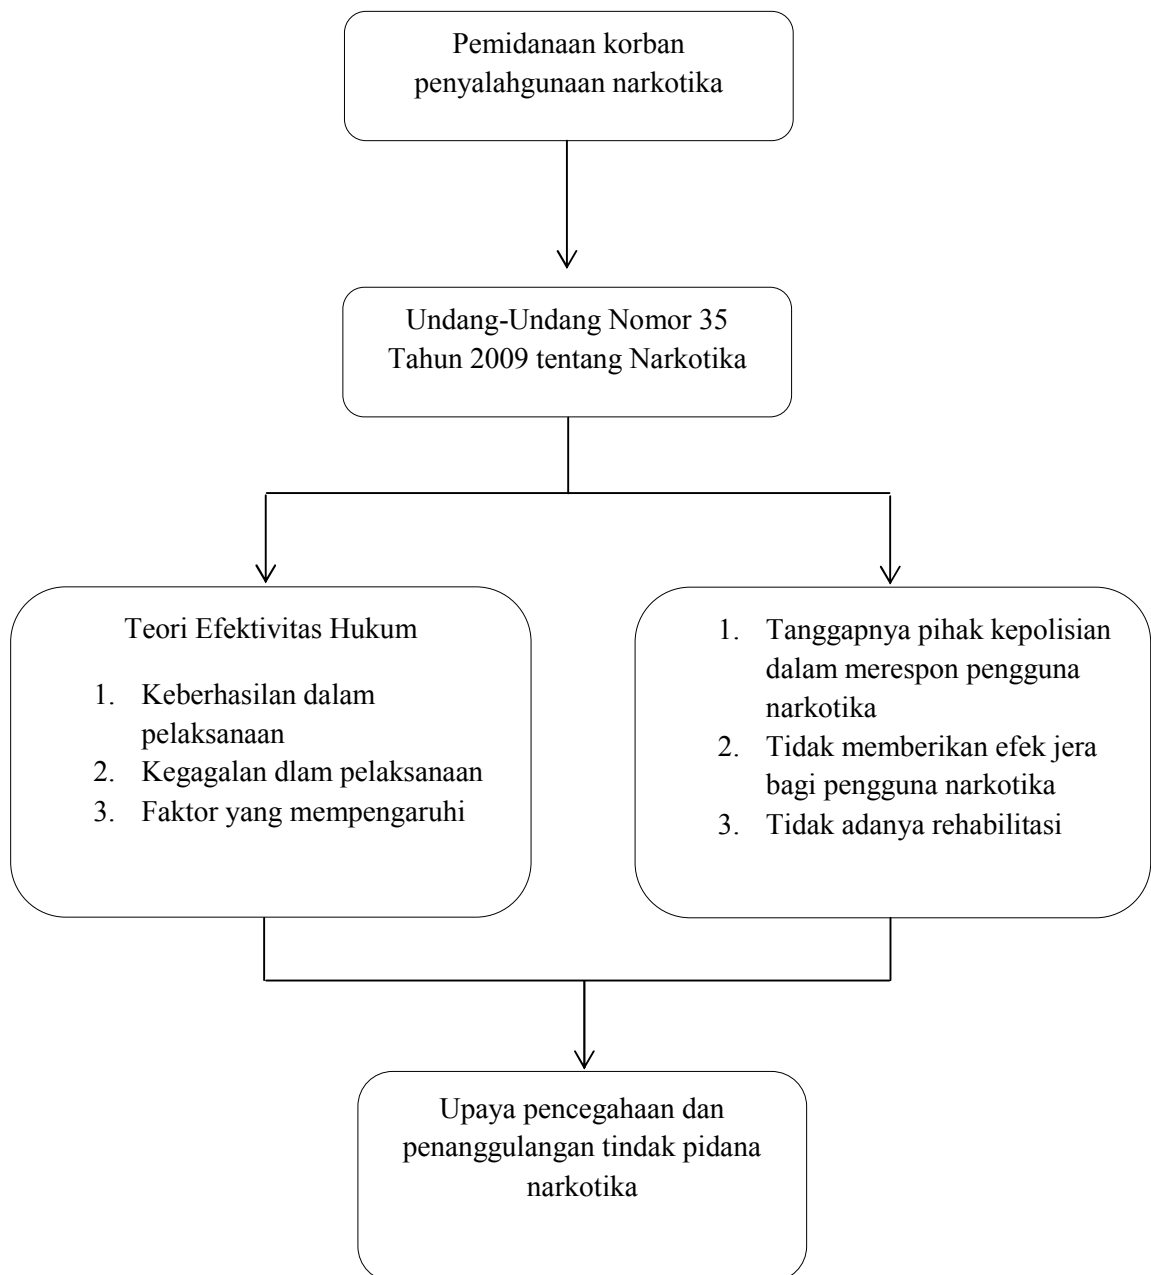 Pemidanaan korban
penyalahgunaan narkotika
Undang-Undang Nomor 35
Tahun 2009 tentang Narkotika
Teori Efektivitas Hukum
1. Keberhasilan dalam
pelaksanaan
2. Kegagalan dlam pelaksanaan
3. Faktor yang mempengaruhi
1. Tanggapnya pihak kepolisian
dalam merespon pengguna
narkotika
2. Tidak memberikan efek jera
bagi pengguna narkotika
3. Tidak adanya rehabilitasi
Upaya pencegahaan dan
penanggulangan tindak pidana
narkotika